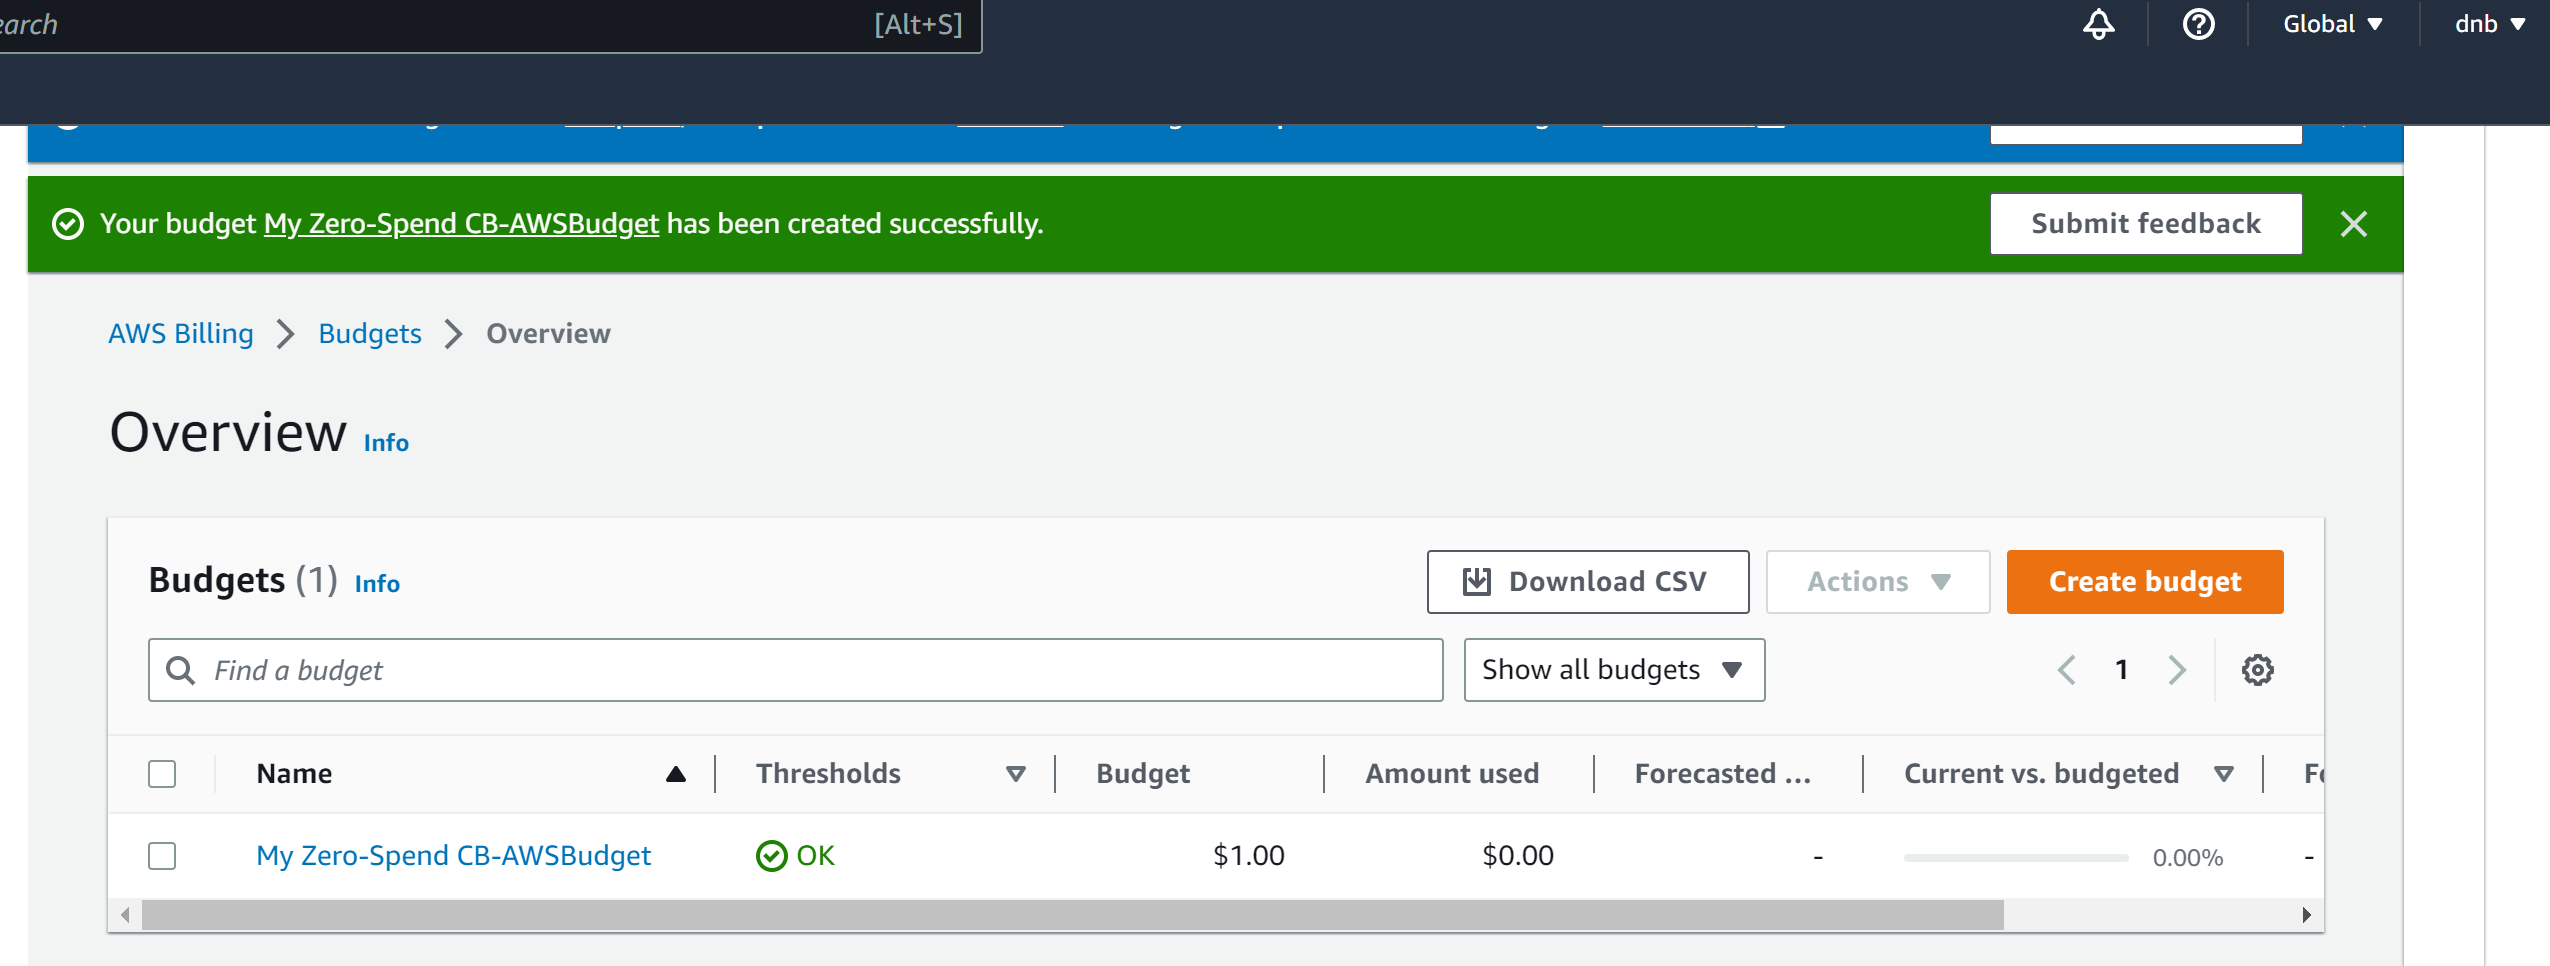 earch [Alt+S] Global dnb
Your budget My Zero-Spend CB-AWSBudget has been created successfully. Submit feedback
AWS Billing Budgets Overview
Overview Info
Budgets (1) Info Download CSV Actions Create budget
Find a budget Show all budgets 1
Name Thresholds Budget Amount used Forecasted ... Current vs. budgeted
My Zero-Spend CB-AWSBudget OK $1.00 $0.00 - 0.00% -